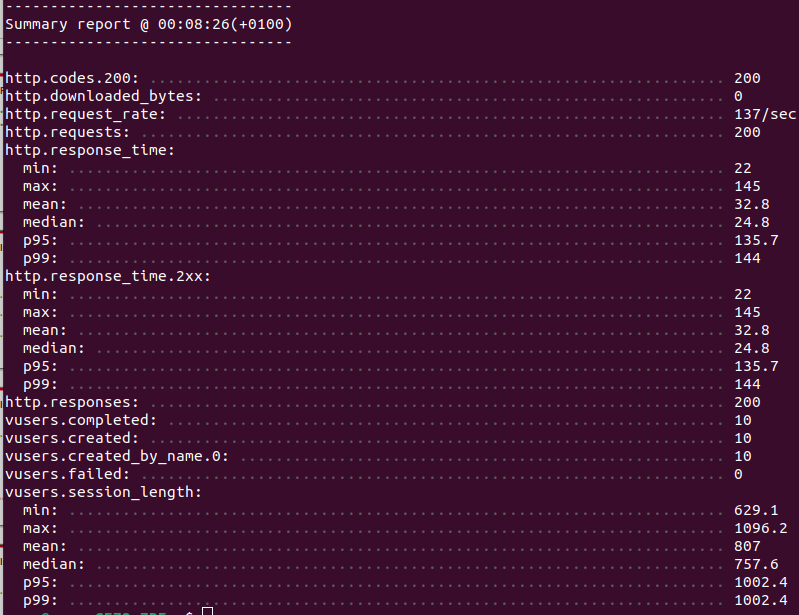 --------------------------------
Summary report @ 00:08:26(+0100)
--------------------------------
http.codes.200: ................................................................ 200
http.downloaded_bytes: ......................................................... 0
http.request_rate: ............................................................. 137/sec
http.requests: ................................................................. 200
http.response_time:
  min: ......................................................................... 22
  max: ......................................................................... 145
  mean: ........................................................................ 32.8
  median: ...................................................................... 24.8
  p95: ......................................................................... 135.7
  p99: ......................................................................... 144
http.response_time.2xx:
  min: ......................................................................... 22
  max: ......................................................................... 145
  mean: ........................................................................ 32.8
  median: ...................................................................... 24.8
  p95: ......................................................................... 135.7
  p99: ......................................................................... 144
http.responses: ................................................................ 200
vusers.completed: .............................................................. 10
vusers.created: ................................................................ 10
vusers.created_by_name.0: ...................................................... 10
vusers.failed: ................................................................. 0
vusers.session_length:
  min: ......................................................................... 629.1
  max: ......................................................................... 1096.2
  mean: ........................................................................ 807
  median: ...................................................................... 757.6
  p95: ......................................................................... 1002.4
  p99: ......................................................................... 1002.4